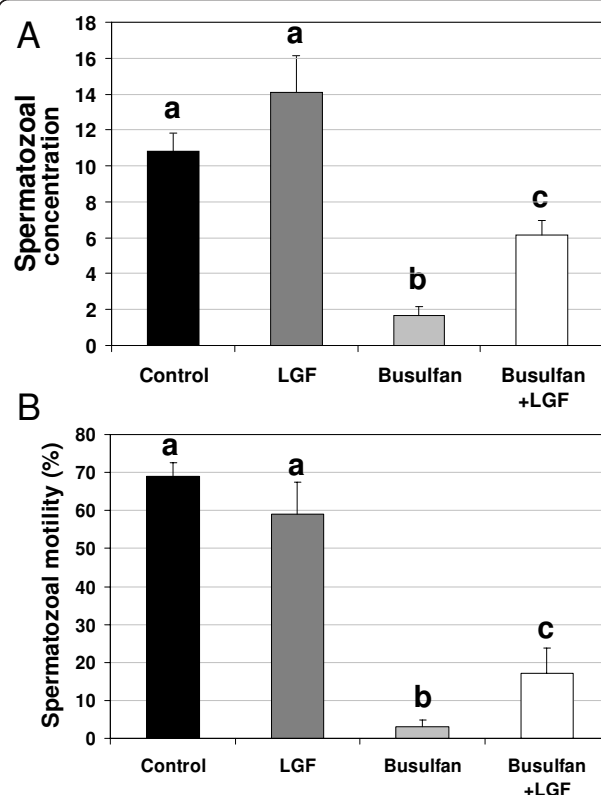 A
Spermatozoal
concentration
18
16
14
12
10
8
6
4
2
0
a
a
b
c
Control
LGF
Busulfan
Busulfan
+LGF
B
Spermatozoal motility (%)
80
70
60
50
40
30
20
10
0
a
a
b
c
Control
LGF
Busulfan
Busulfan
+LGF